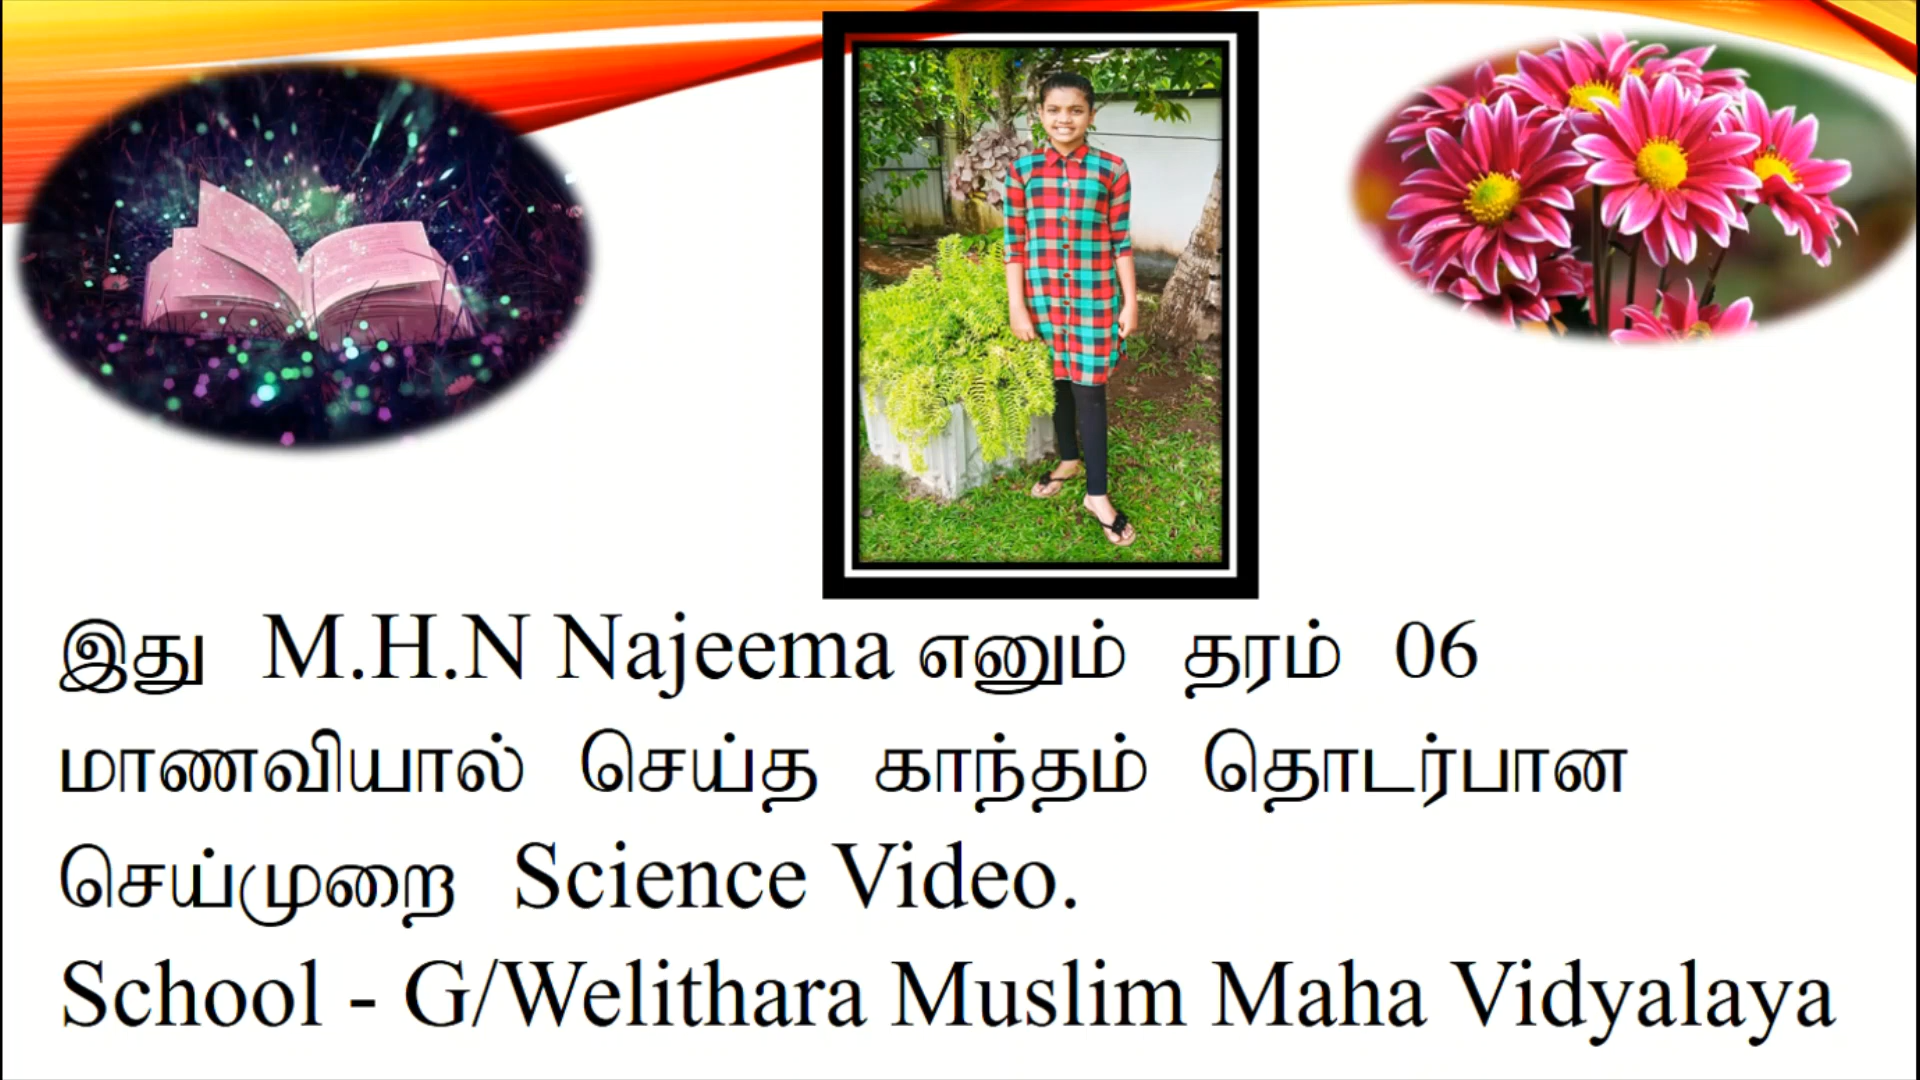 இது M.H.N Najeema எனும் தரம் 06
மாணவியால் செய்த காந்தம் தொடர்பான
செய்முறை Science Video.
School - G/Welithara Muslim Maha Vidyalaya